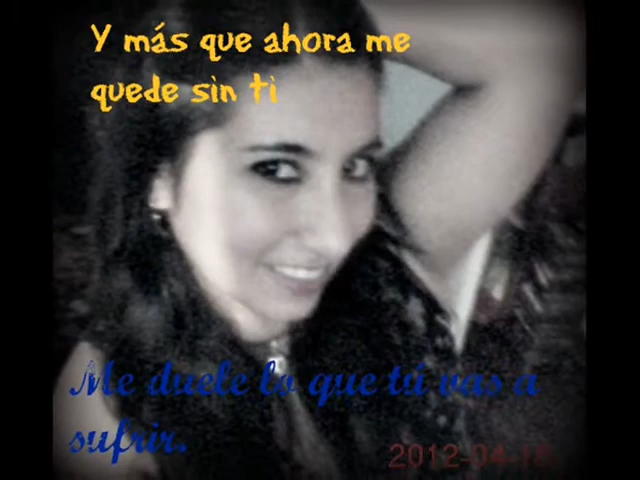 Y más que ahora me
quede sin ti
Me duele lo que tú vas a
sufrir.